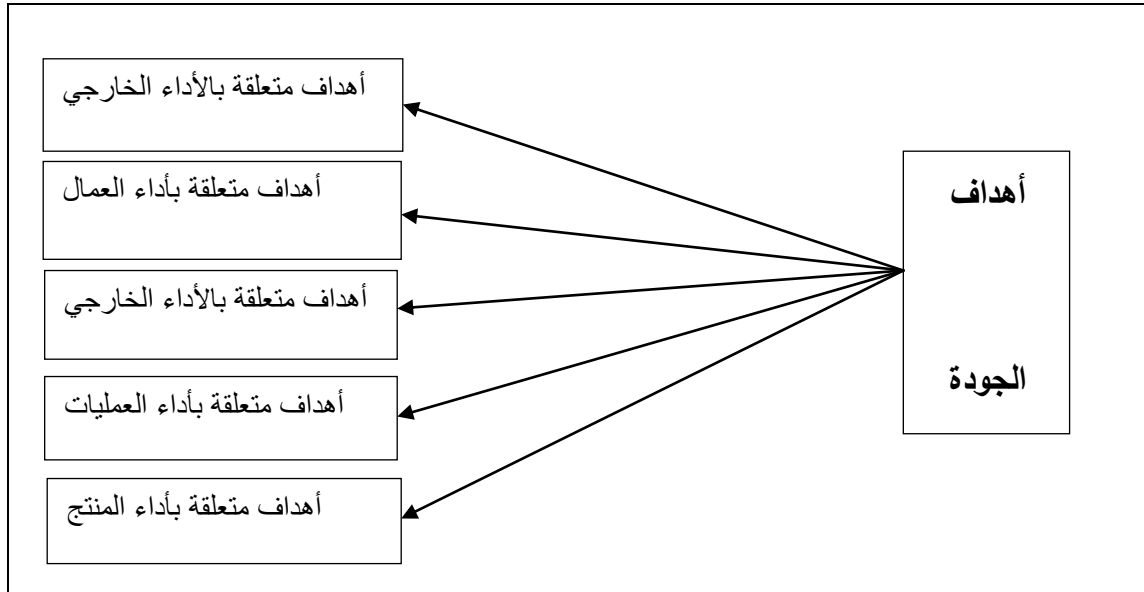 أهداف
الجودة
أهداف متعلقة بالأداء الخارجي
أهداف متعلقة بأداء العمال
أهداف متعلقة بالأداء الخارجي
أهداف متعلقة بأداء العمليات
أهداف متعلقة بأداء المنتج